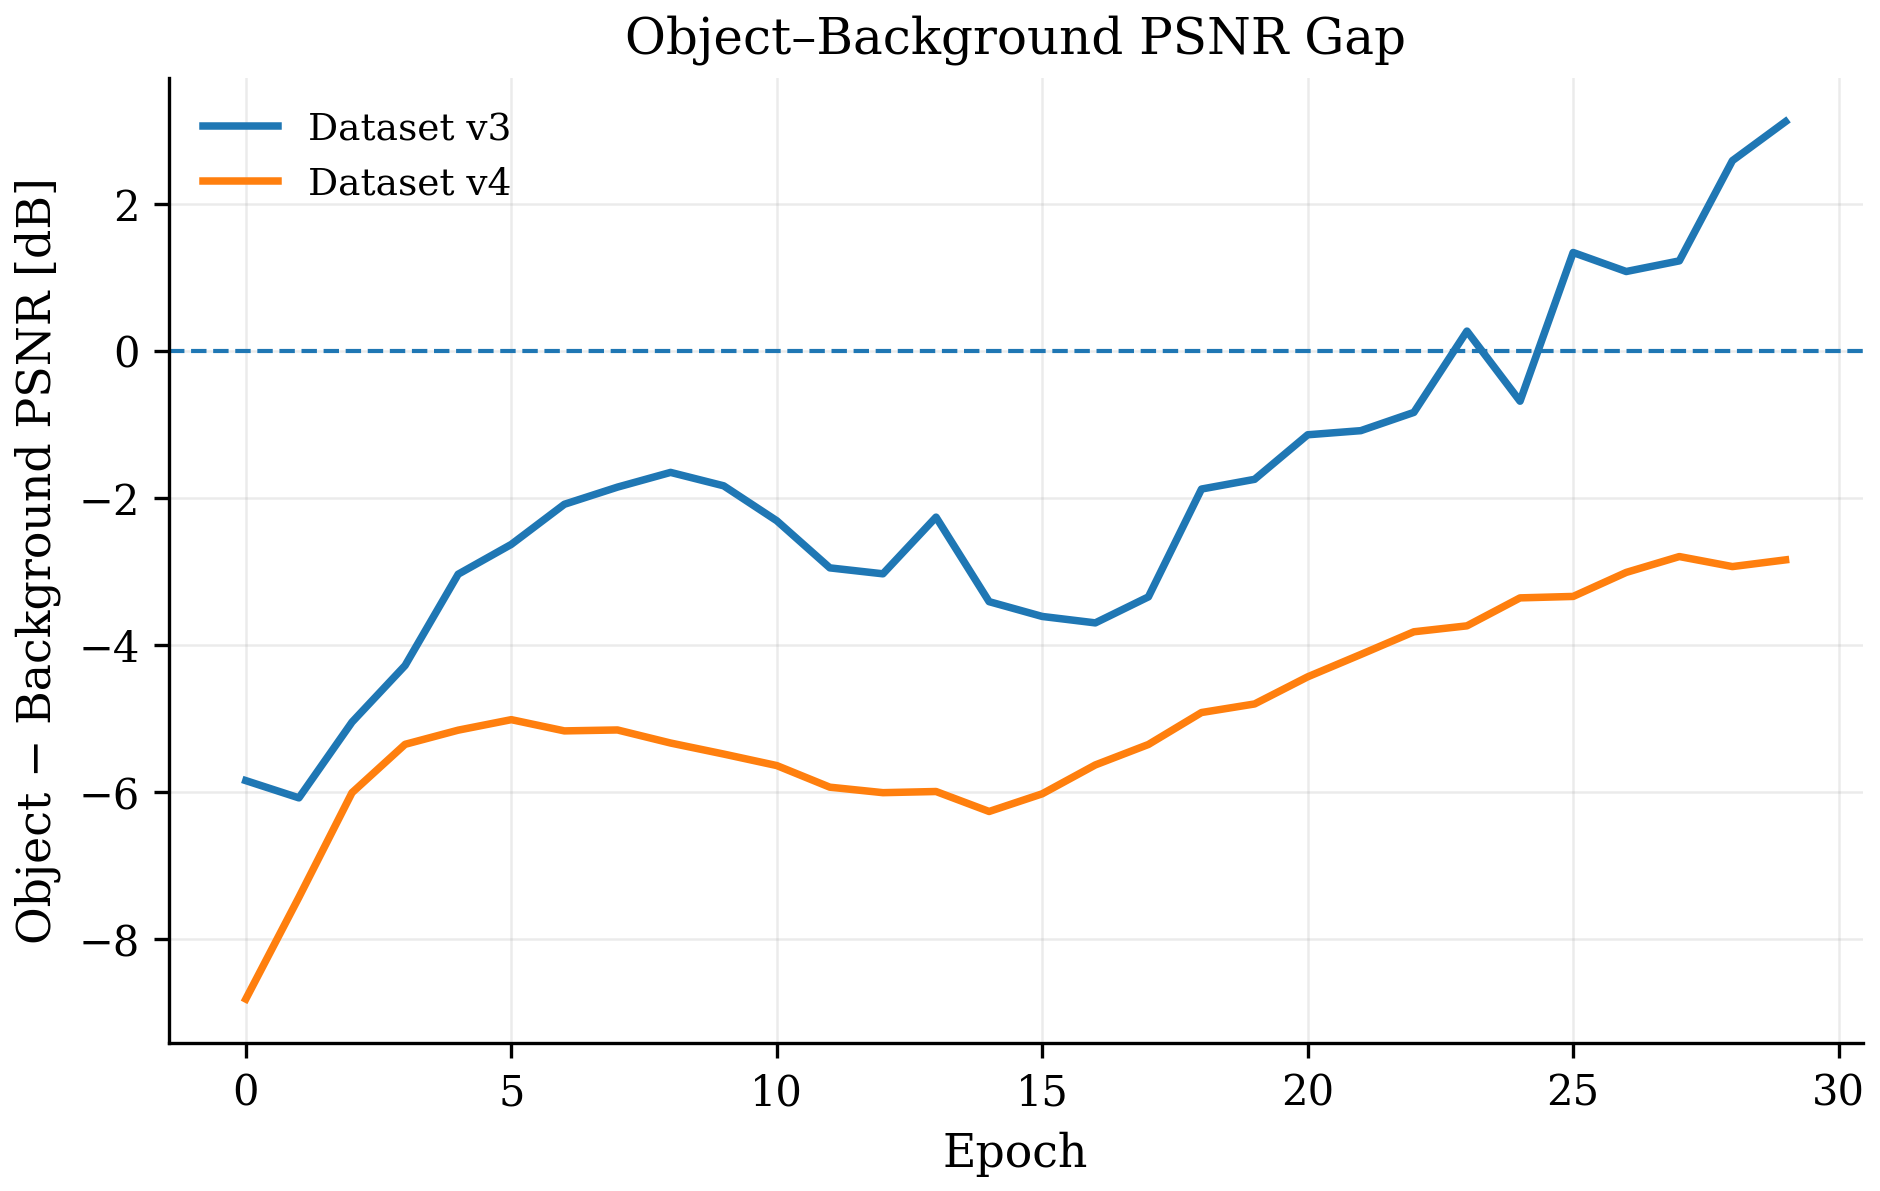 Object–Background PSNR Gap
Dataset v3
Dataset v4
Object − Background PSNR [dB]
2
0
−2
−4
−6
−8
0 5 10 15 20 25 30
Epoch